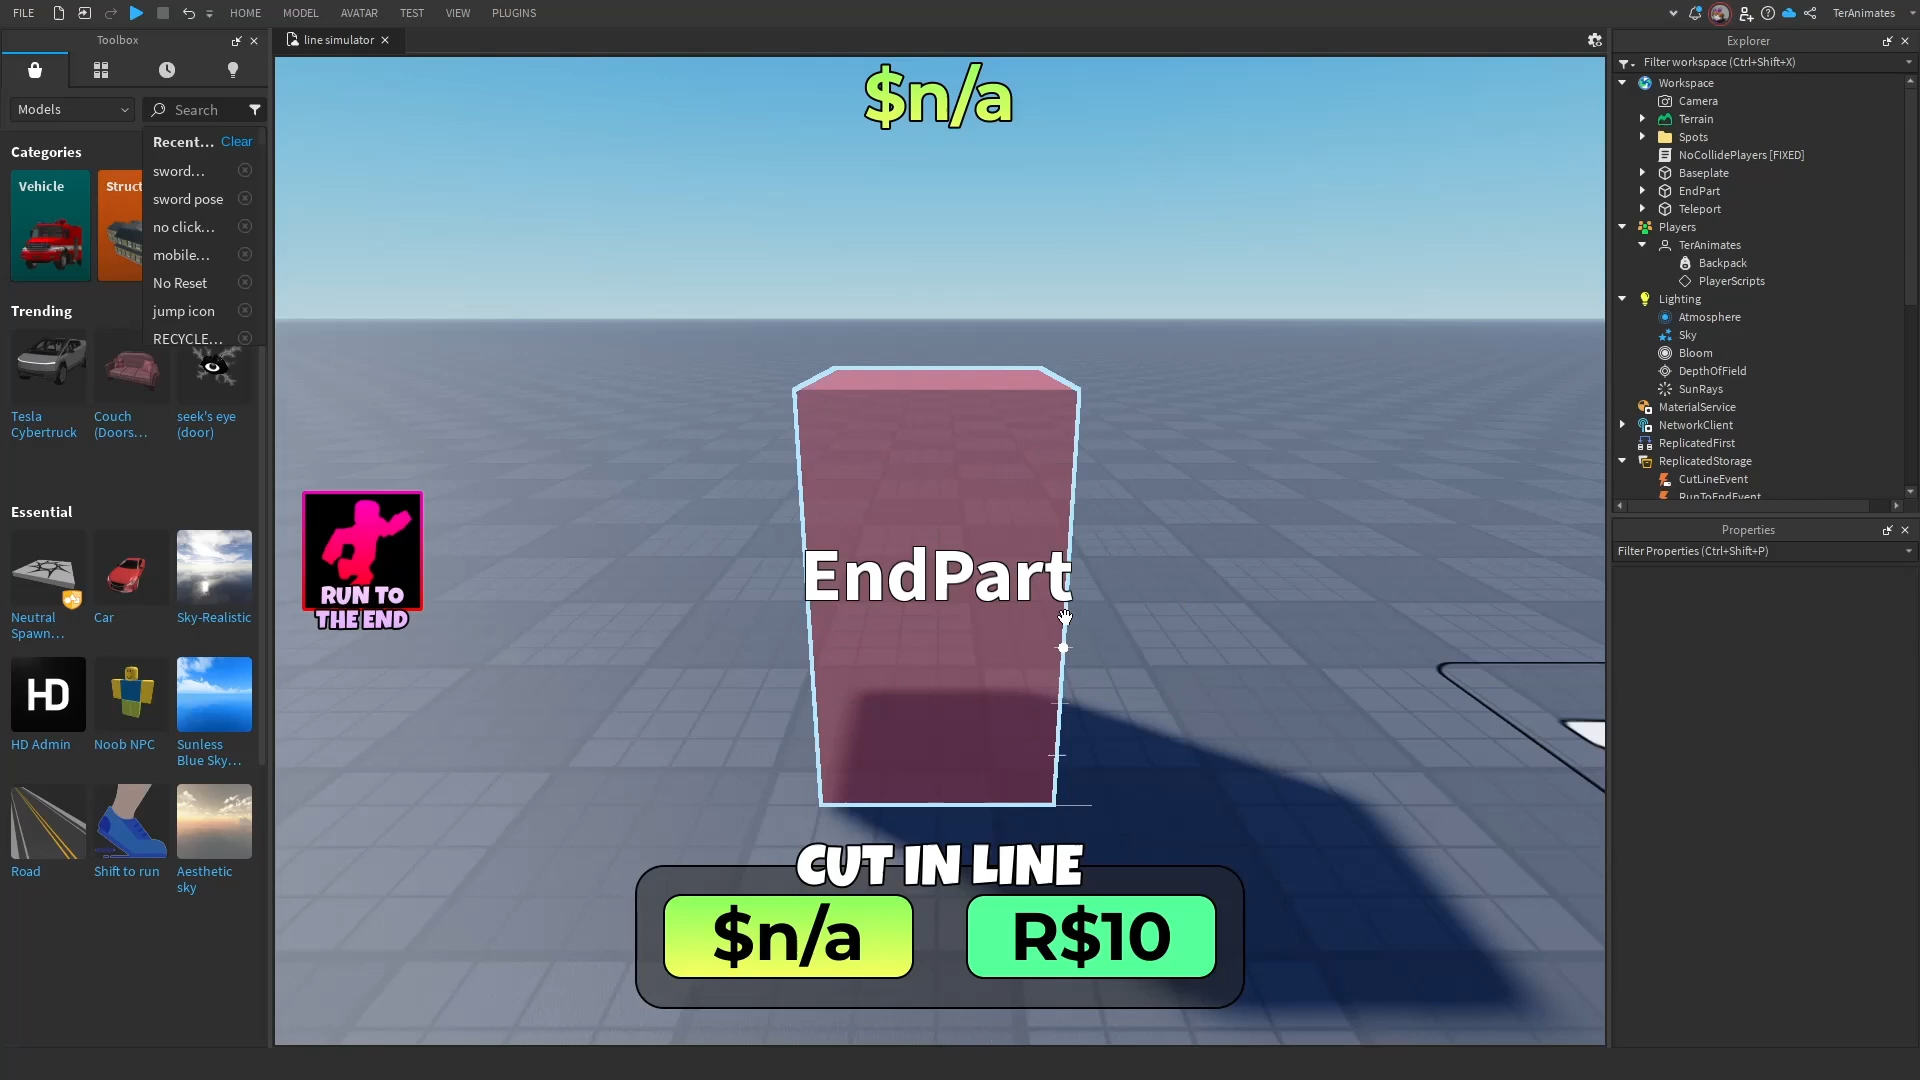 FILE
HOME
MODEL
AVATAR
TEST
VIEW
PLUGINS
TerAnimates
Toolbox
line simulator
Models
Search
Recent...
Clear
sword...
sword pose
no click...
mobile...
No Reset
jump icon
RECYCLE...
Categories
Vehicle
Struct
Trending
Tesla
Cybertruck
Couch
(Doors...
seek's eye
(door)
Essential
Neutral
Spawn...
Car
Sky-Realistic
HD
HD Admin
Noob NPC
Sunless
Blue Sky...
Road
Shift to run
Aesthetic
sky
$n/a
RUN TO
THE END
EndPart
CUT IN LINE
$n/a
R$10
Explorer
Filter workspace (Ctrl+Shift+X)
Workspace
Camera
Terrain
Spots
NoCollidePlayers [FIXED]
Baseplate
EndPart
Teleport
Players
TerAnimates
Backpack
PlayerScripts
Lighting
Atmosphere
Sky
Bloom
DepthOfField
SunRays
MaterialService
NetworkClient
ReplicatedFirst
ReplicatedStorage
CutLineEvent
RunToEndEvent
Properties
Filter Properties (Ctrl+Shift+P)